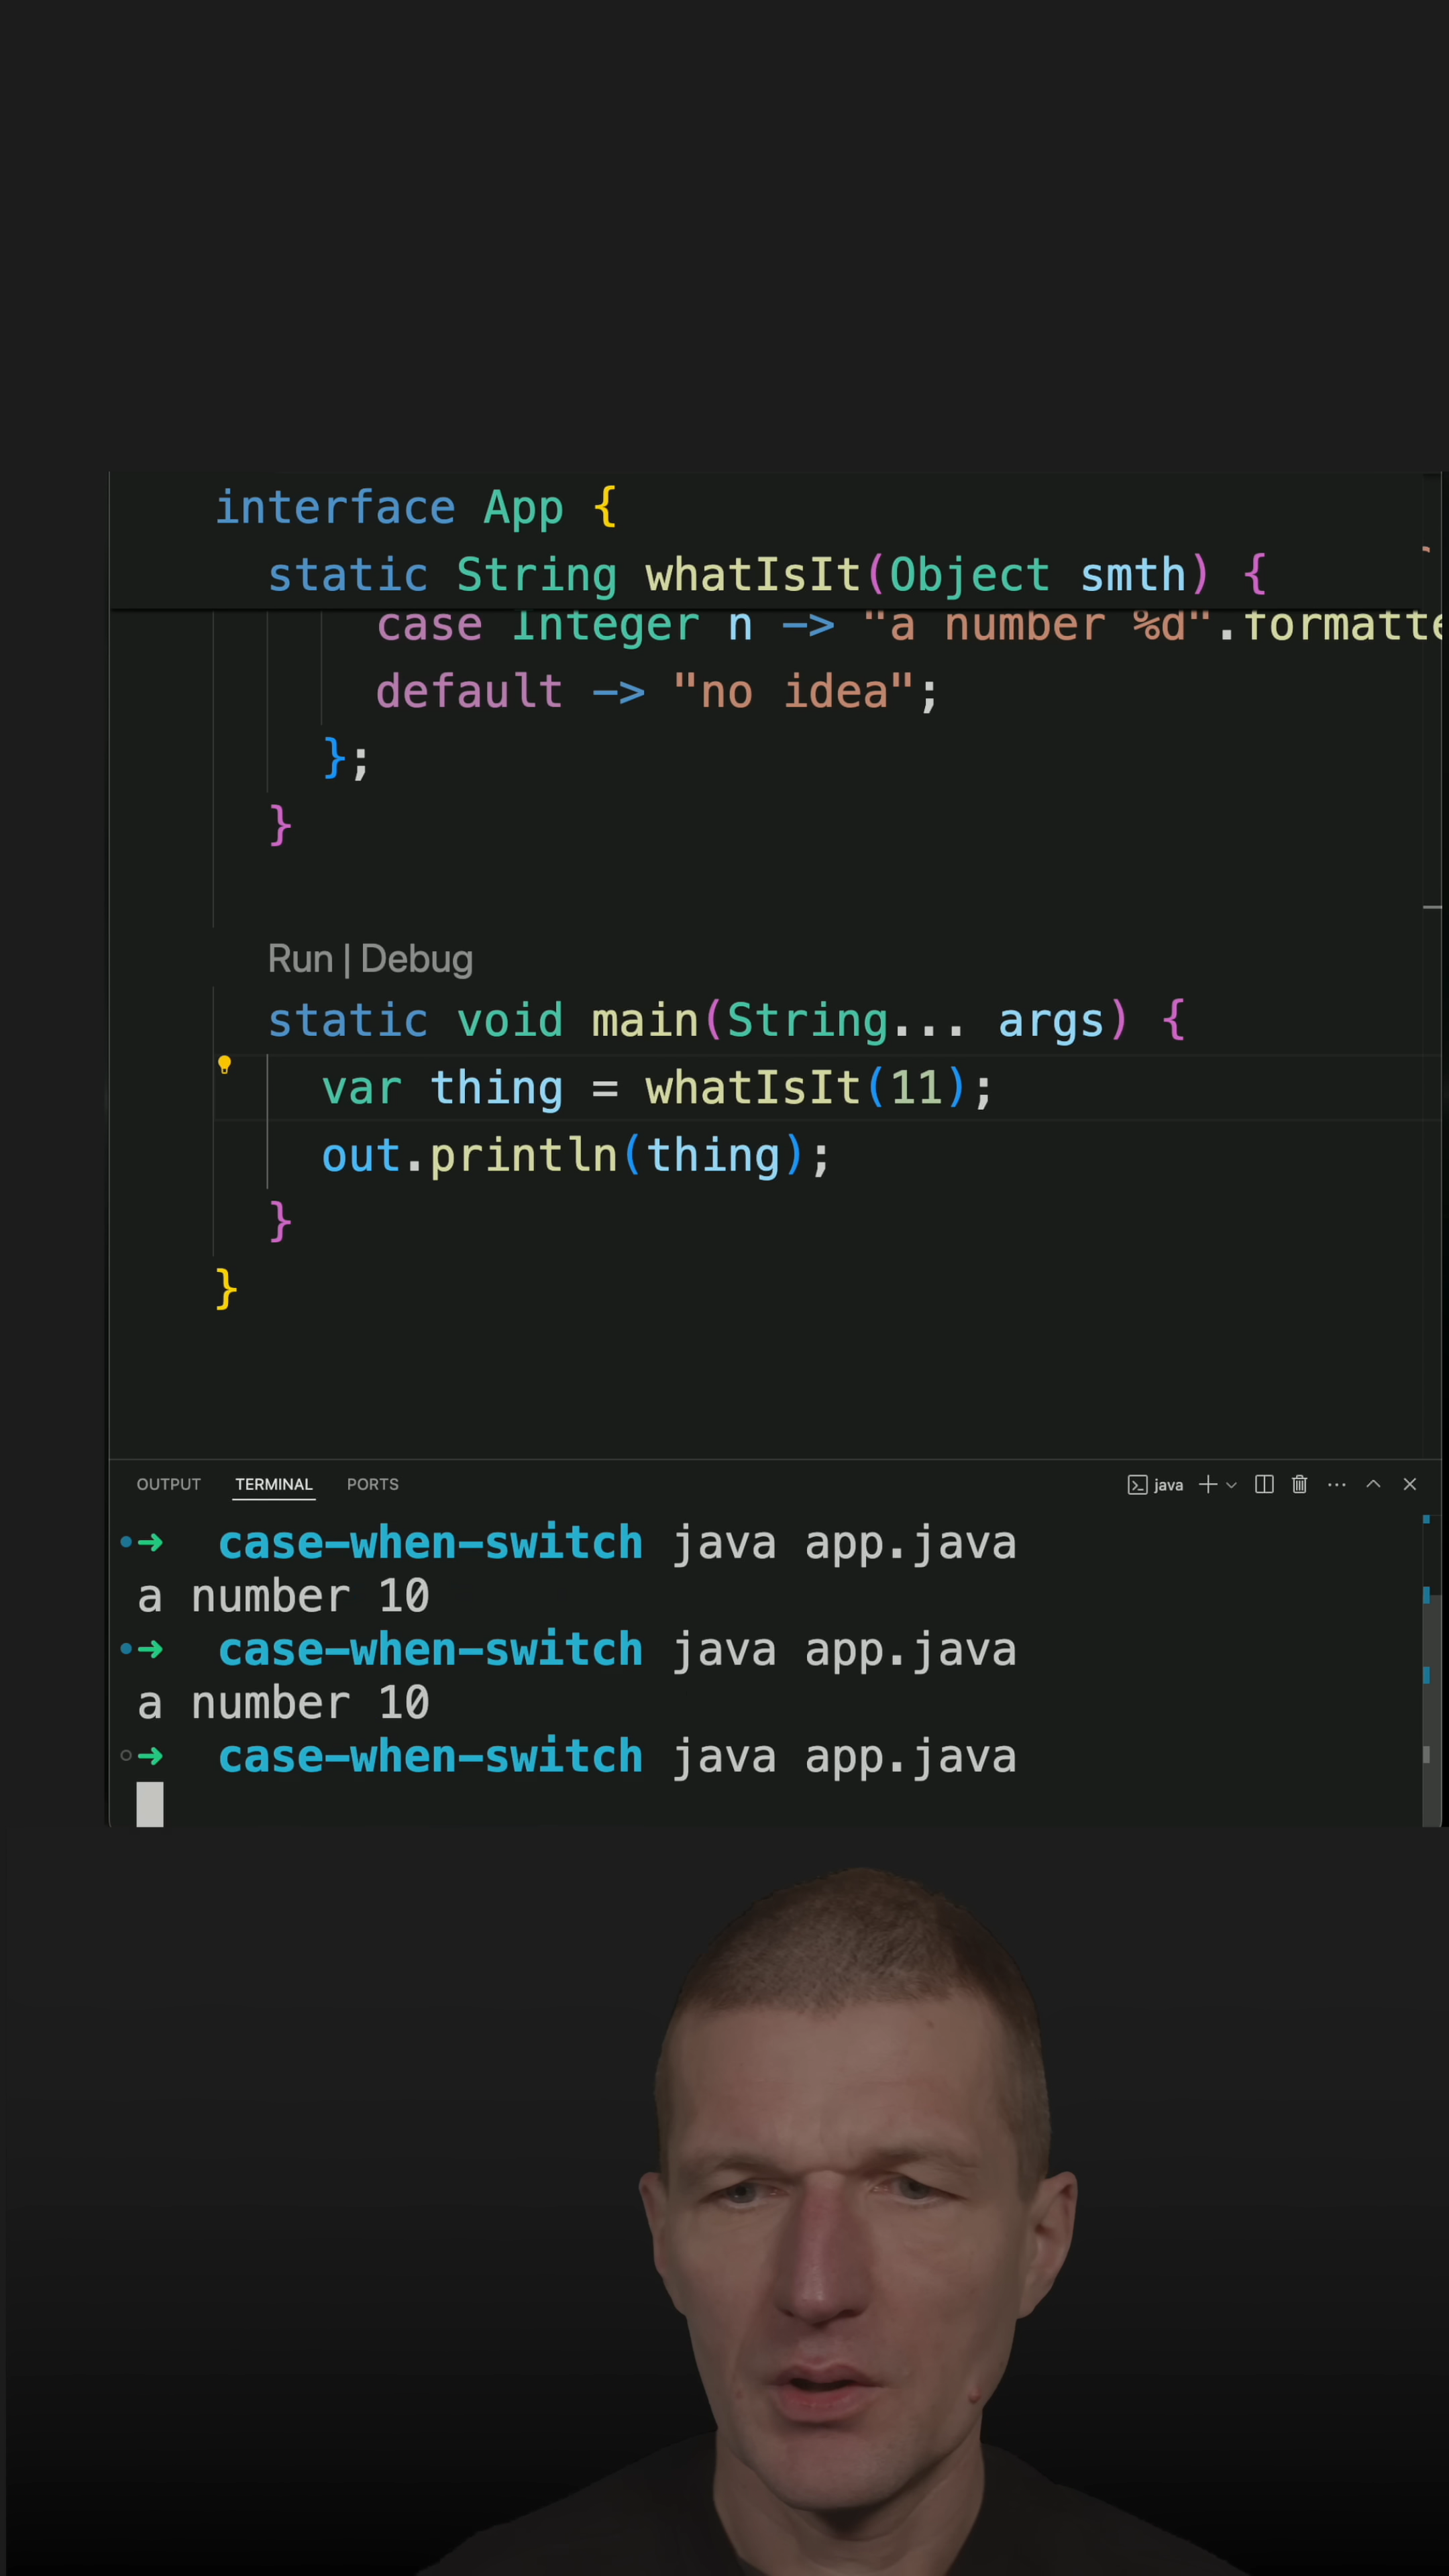 interface App {
static String whatIsIt(Object smth) {
case Integer n -> "a number %d".formatte
default -> "no idea";
};
}
Run | Debug
static void main(String... args) {
var thing = whatIsIt(11);
out.println(thing);
}
}
OUTPUT TERMINAL PORTS java
case-when-switch java app.java
a number 10
case-when-switch java app.java
a number 10
case-when-switch java app.java